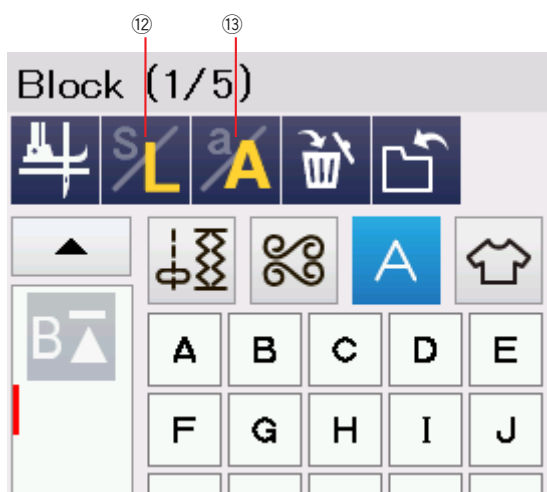 ⑫ ⑬
Block (1/5)
S/L a/A
A
B
A B C D E
F G H I J